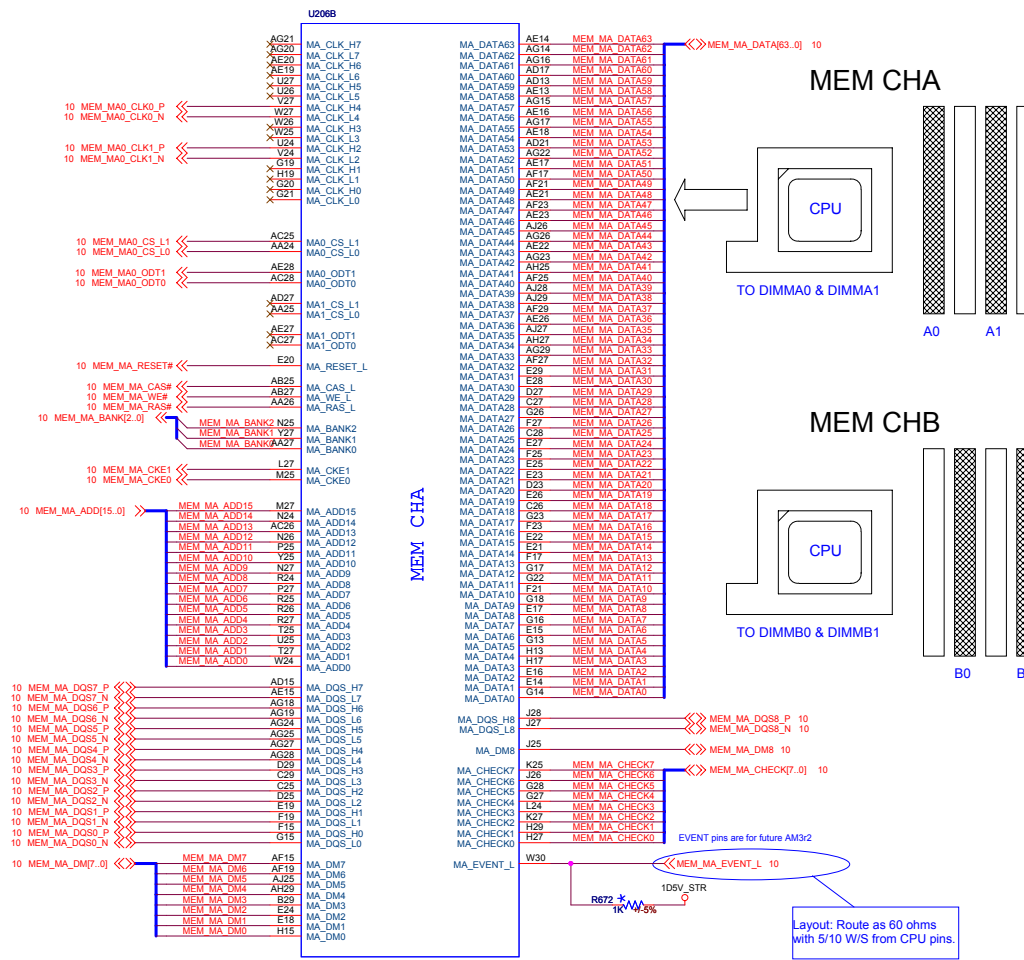 U206B
AG21 MA_CLK_H7
AG20 MA_CLK_L7
AE20 MA_CLK_H6
AE19 MA_CLK_L6
U27 MA_CLK_H5
U26 MA_CLK_L5
10 MEM_MA0_CLK0_P V27 MA_CLK_H4
10 MEM_MA0_CLK0_N W27 MA_CLK_L4
W26 MA_CLK_H3
W25 MA_CLK_L3
10 MEM_MA0_CLK1_P U24 MA_CLK_H2
10 MEM_MA0_CLK1_N V24 MA_CLK_L2
G19 MA_CLK_H1
H19 MA_CLK_L1
G20 MA_CLK_H0
G21 MA_CLK_L0
10 MEM_MA0_CS_L1 AC25 MA0_CS_L1
10 MEM_MA0_CS_L0 AA24 MA0_CS_L0
10 MEM_MA0_ODT1 AE28 MA0_ODT1
10 MEM_MA0_ODT0 AC28 MA0_ODT0
AD27 MA1_CS_L1
AA25 MA1_CS_L0
AE27 MA1_ODT1
AC27 MA1_ODT0
10 MEM_MA_RESET# E20 MA_RESET_L
10 MEM_MA_CAS# AB25 MA_CAS_L
10 MEM_MA_WE# AB27 MA_WE_L
10 MEM_MA_RAS# AA26 MA_RAS_L
10 MEM_MA_BANK[2..0]
MEM_MA_BANK2 N25 MA_BANK2
MEM_MA_BANK1 Y27 MA_BANK1
MEM_MA_BANK0 AA27 MA_BANK0
10 MEM_MA_CKE1 L27 MA_CKE1
10 MEM_MA_CKE0 M25 MA_CKE0
10 MEM_MA_ADD[15..0]
MEM_MA_ADD15 M27 MA_ADD15
MEM_MA_ADD14 N24 MA_ADD14
MEM_MA_ADD13 AC26 MA_ADD13
MEM_MA_ADD12 N26 MA_ADD12
MEM_MA_ADD11 P25 MA_ADD11
MEM_MA_ADD10 Y25 MA_ADD10
MEM_MA_ADD9 N27 MA_ADD9
MEM_MA_ADD8 R24 MA_ADD8
MEM_MA_ADD7 P27 MA_ADD7
MEM_MA_ADD6 R25 MA_ADD6
MEM_MA_ADD5 R26 MA_ADD5
MEM_MA_ADD4 R27 MA_ADD4
MEM_MA_ADD3 T25 MA_ADD3
MEM_MA_ADD2 U25 MA_ADD2
MEM_MA_ADD1 T27 MA_ADD1
MEM_MA_ADD0 W24 MA_ADD0
10 MEM_MA_DQS7_P AD15 MA_DQS_H7
10 MEM_MA_DQS7_N AE15 MA_DQS_L7
10 MEM_MA_DQS6_P AG18 MA_DQS_H6
10 MEM_MA_DQS6_N AG19 MA_DQS_L6
10 MEM_MA_DQS5_P AG24 MA_DQS_H5
10 MEM_MA_DQS5_N AG25 MA_DQS_L5
10 MEM_MA_DQS4_P AG27 MA_DQS_H4
10 MEM_MA_DQS4_N AG28 MA_DQS_L4
10 MEM_MA_DQS3_P D29 MA_DQS_H3
10 MEM_MA_DQS3_N C29 MA_DQS_L3
10 MEM_MA_DQS2_P C25 MA_DQS_H2
10 MEM_MA_DQS2_N D25 MA_DQS_L2
10 MEM_MA_DQS1_P E19 MA_DQS_H1
10 MEM_MA_DQS1_N F19 MA_DQS_L1
10 MEM_MA_DQS0_P F15 MA_DQS_H0
10 MEM_MA_DQS0_N G15 MA_DQS_L0
10 MEM_MA_DM[7..0]
MEM_MA_DM7 AF15 MA_DM7
MEM_MA_DM6 AF19 MA_DM6
MEM_MA_DM5 AJ25 MA_DM5
MEM_MA_DM4 AH29 MA_DM4
MEM_MA_DM3 B29 MA_DM3
MEM_MA_DM2 E24 MA_DM2
MEM_MA_DM1 E18 MA_DM1
MEM_MA_DM0 H15 MA_DM0
MEM CHA
MA_DATA63 AE14 MEM_MA_DATA63
MEM_MA_DATA[63..0] 10
MA_DATA62 AG14 MEM_MA_DATA62
MA_DATA61 AG16 MEM_MA_DATA61
MA_DATA60 AD17 MEM_MA_DATA60
MA_DATA59 AD13 MEM_MA_DATA59
MA_DATA58 AE13 MEM_MA_DATA58
MA_DATA57 AG15 MEM_MA_DATA57
MA_DATA56 AE16 MEM_MA_DATA56
MA_DATA55 AG17 MEM_MA_DATA55
MA_DATA54 AE18 MEM_MA_DATA54
MA_DATA53 AD21 MEM_MA_DATA53
MA_DATA52 AG22 MEM_MA_DATA52
MA_DATA51 AE17 MEM_MA_DATA51
MA_DATA50 AF17 MEM_MA_DATA50
MA_DATA49 AF21 MEM_MA_DATA49
MA_DATA48 AE21 MEM_MA_DATA48
MA_DATA47 AF23 MEM_MA_DATA47
MA_DATA46 AE23 MEM_MA_DATA46
MA_DATA45 AJ26 MEM_MA_DATA45
MA_DATA44 AG26 MEM_MA_DATA44
MA_DATA43 AE22 MEM_MA_DATA43
MA_DATA42 AG23 MEM_MA_DATA42
MA_DATA41 AH25 MEM_MA_DATA41
MA_DATA40 AF25 MEM_MA_DATA40
MA_DATA39 AJ28 MEM_MA_DATA39
MA_DATA38 AJ29 MEM_MA_DATA38
MA_DATA37 AF29 MEM_MA_DATA37
MA_DATA36 AE26 MEM_MA_DATA36
MA_DATA35 AJ27 MEM_MA_DATA35
MA_DATA34 AH27 MEM_MA_DATA34
MA_DATA33 AG29 MEM_MA_DATA33
MA_DATA32 AF27 MEM_MA_DATA32
MA_DATA31 E29 MEM_MA_DATA31
MA_DATA30 E28 MEM_MA_DATA30
MA_DATA29 D27 MEM_MA_DATA29
MA_DATA28 C27 MEM_MA_DATA28
MA_DATA27 G26 MEM_MA_DATA27
MA_DATA26 F27 MEM_MA_DATA26
MA_DATA25 C28 MEM_MA_DATA25
MA_DATA24 E27 MEM_MA_DATA24
MA_DATA23 F25 MEM_MA_DATA23
MA_DATA22 E25 MEM_MA_DATA22
MA_DATA21 E23 MEM_MA_DATA21
MA_DATA20 D23 MEM_MA_DATA20
MA_DATA19 E26 MEM_MA_DATA19
MA_DATA18 C26 MEM_MA_DATA18
MA_DATA17 G23 MEM_MA_DATA17
MA_DATA16 F23 MEM_MA_DATA16
MA_DATA15 E22 MEM_MA_DATA15
MA_DATA14 E21 MEM_MA_DATA14
MA_DATA13 F17 MEM_MA_DATA13
MA_DATA12 G17 MEM_MA_DATA12
MA_DATA11 G22 MEM_MA_DATA11
MA_DATA10 F21 MEM_MA_DATA10
MA_DATA9 G18 MEM_MA_DATA9
MA_DATA8 E17 MEM_MA_DATA8
MA_DATA7 G16 MEM_MA_DATA7
MA_DATA6 E15 MEM_MA_DATA6
MA_DATA5 G13 MEM_MA_DATA5
MA_DATA4 H13 MEM_MA_DATA4
MA_DATA3 H17 MEM_MA_DATA3
MA_DATA2 E16 MEM_MA_DATA2
MA_DATA1 E14 MEM_MA_DATA1
MA_DATA0 G14 MEM_MA_DATA0
MA_DQS_H8 J28 MEM_MA_DQS8_P 10
MA_DQS_L8 J27 MEM_MA_DQS8_N 10
MA_DM8 J25 MEM_MA_DM8 10
MA_CHECK7 K25 MEM_MA_CHECK7
MEM_MA_CHECK[7..0] 10
MA_CHECK6 J26 MEM_MA_CHECK6
MA_CHECK5 G28 MEM_MA_CHECK5
MA_CHECK4 G27 MEM_MA_CHECK4
MA_CHECK3 L24 MEM_MA_CHECK3
MA_CHECK2 K27 MEM_MA_CHECK2
MA_CHECK1 H29 MEM_MA_CHECK1
MA_CHECK0 H27 MEM_MA_CHECK0
EVENT pins are for future AM3r2
MA_EVENT_L W30 MEM_MA_EVENT_L 10
1D5V_STR
R672 *
1K +/-5%
Layout: Route as 60 ohms
with 5/10 W/S from CPU pins.
MEM CHA
CPU
TO DIMMA0 & DIMMA1
A0 A1
MEM CHB
CPU
TO DIMMB0 & DIMMB1
B0